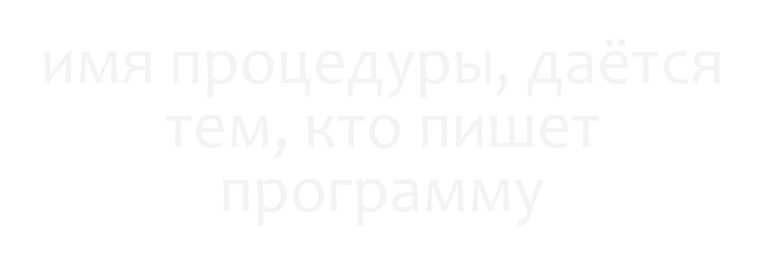 имя процедуры, даётся
тем, кто пишет
программу